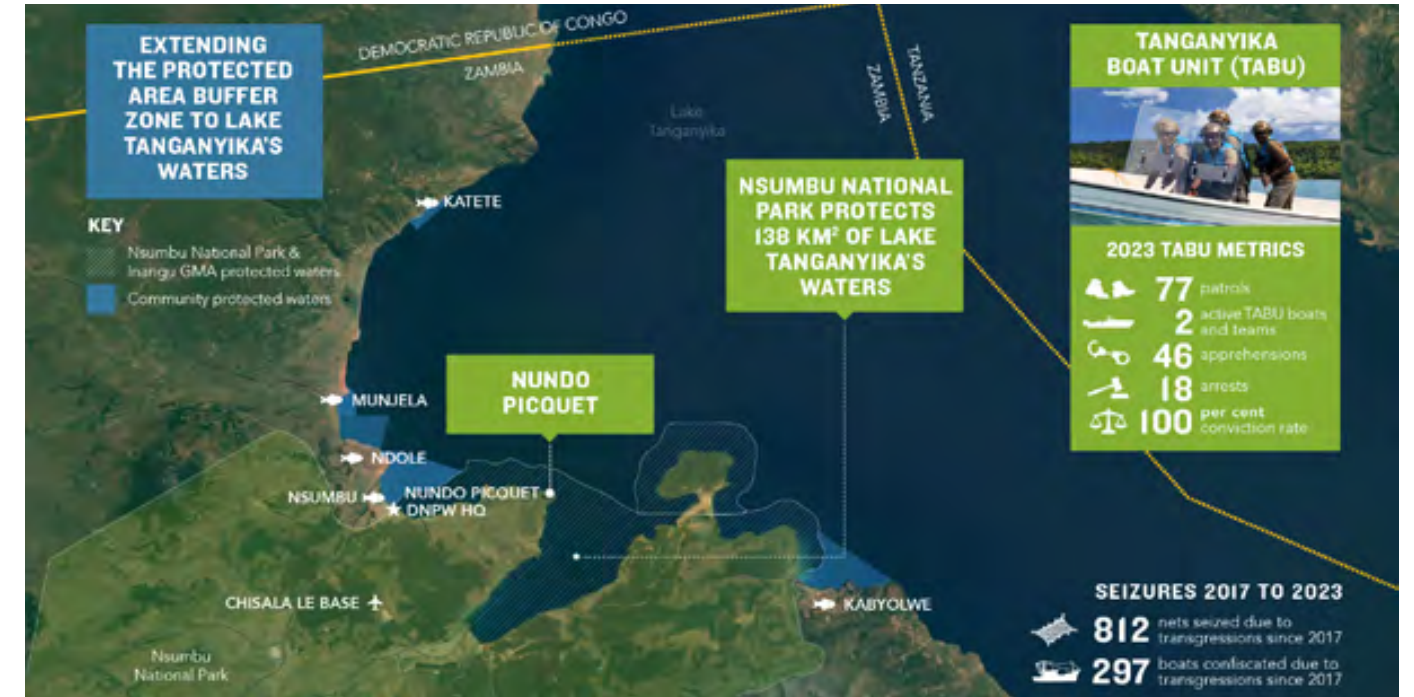 EXTENDING
THE PROTECTED
AREA BUFFER
ZONE TO LAKE
TANGANYIKA'S
WATERS
KEY
Nsumbu National Park &
Inangu GMA protected waters
Community protected waters
DEMOCRATIC REPUBLIC OF CONGO
ZAMBIA
TANZANIA
ZAMBIA
Lake
Tanganyika
KATETE
NSUMBU NATIONAL
PARK PROTECTS
138 KM² OF LAKE
TANGANYIKA'S
WATERS
NUNDO
PICQUET
MUNJELA
NDOLE
NSUMBU
NUNDO PICQUET
DNPW HQ
CHISALA LE BASE
KABYOLWE
Nsumbu
National Park
TANGANYIKA
BOAT UNIT (TABU)
2023 TABU METRICS
77 patrols
2 active TABU boats
and teams
46 apprehensions
18 arrests
100 per cent
conviction rate
SEIZURES 2017 TO 2023
812 nets seized due to
transgressions since 2017
297 boats confiscated due to
transgressions since 2017